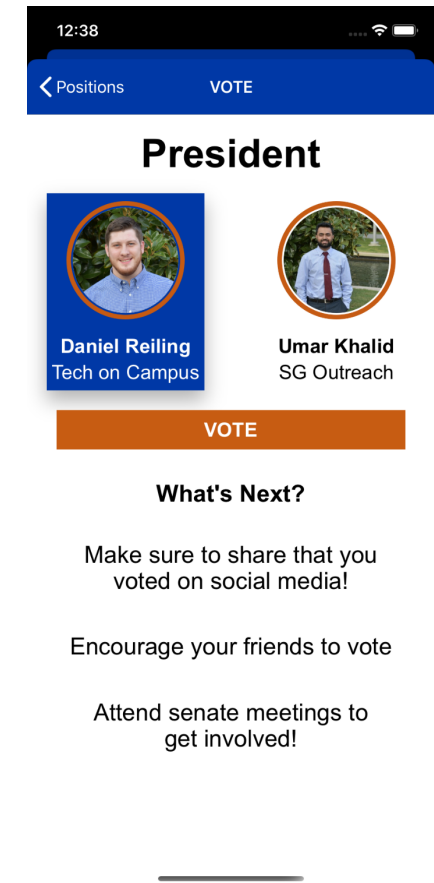 12:38
Positions
VOTE
President
Daniel Reiling
Tech on Campus
Umar Khalid
SG Outreach
VOTE
What's Next?
Make sure to share that you
voted on social media!
Encourage your friends to vote
Attend senate meetings to
get involved!